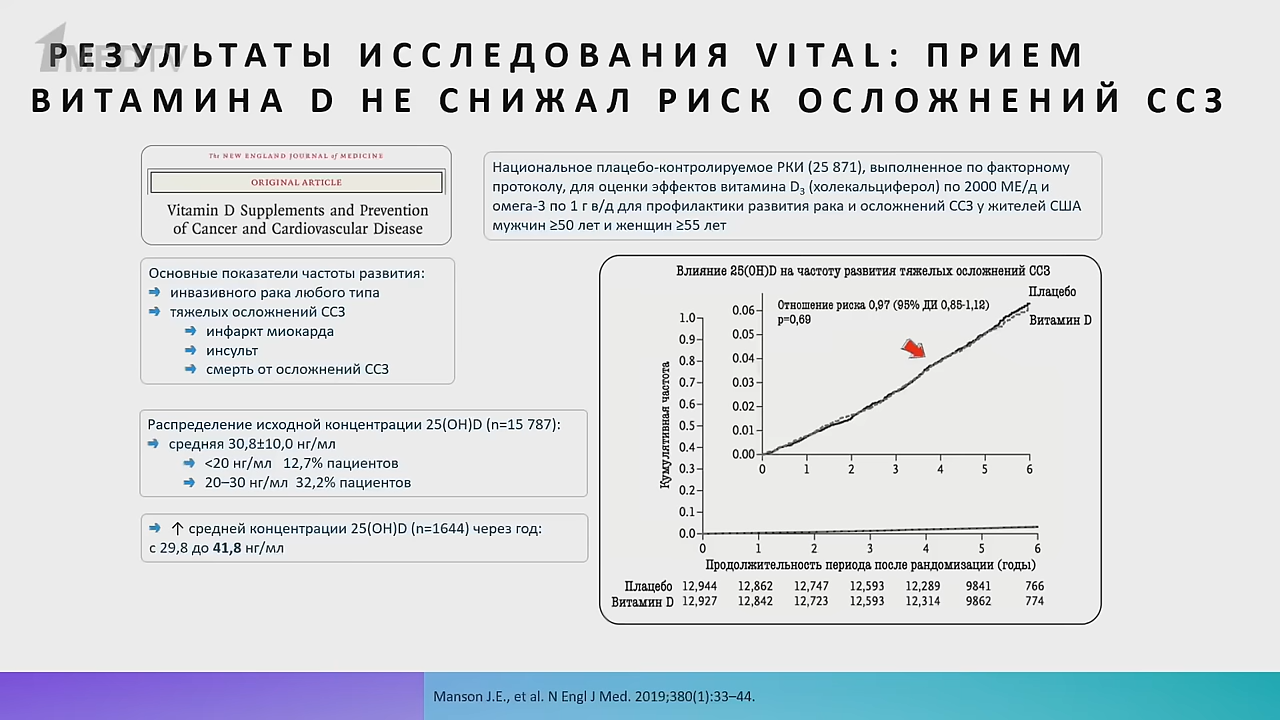 1MEDTV
РЕЗУЛЬТАТЫ ИССЛЕДОВАНИЯ VITAL: ПРИЕМ
ВИТАМИНА D НЕ СНИЖАЛ РИСК ОСЛОЖНЕНИЙ ССЗ
The NEW ENGLAND JOURNAL of MEDICINE
ORIGINAL ARTICLE
Vitamin D Supplements and Prevention
of Cancer and Cardiovascular Disease
Национальное плацебо-контролируемое РКИ (25 871), выполненное по факторному
протоколу, для оценки эффектов витамина D3 (холекальциферол) по 2000 МЕ/д и
омега-3 по 1 г в/д для профилактики развития рака и осложнений ССЗ у жителей США
мужчин ≥50 лет и женщин ≥55 лет
Основные показатели частоты развития:
инвазивного рака любого типа
тяжелых осложнений ССЗ
инфаркт миокарда
инсульт
смерть от осложнений ССЗ
Распределение исходной концентрации 25(OH)D (n=15 787):
средняя 30,8±10,0 нг/мл
<20 нг/мл 12,7% пациентов
20–30 нг/мл 32,2% пациентов
↑ средней концентрации 25(OH)D (n=1644) через год:
с 29,8 до 41,8 нг/мл
Влияние 25(OH)D на частоту развития тяжелых осложнений ССЗ
Плацебо
Витамин D
Отношение риска 0,97 (95% ДИ 0,85-1,12)
p=0,69
0.06
0.05
0.04
0.03
0.02
0.01
0.00
0 1 2 3 4 5 6
Кумулятивная частота
1.0
0.9
0.8
0.7
0.6
0.5
0.4
0.3
0.2
0.1
0.0
0 1 2 3 4 5 6
Продолжительность периода после рандомизации (годы)
Плацебо 12,944 12,862 12,747 12,593 12,289 9841 766
Витамин D 12,927 12,842 12,723 12,593 12,314 9862 774
Manson J.E., et al. N Engl J Med. 2019;380(1):33–44.